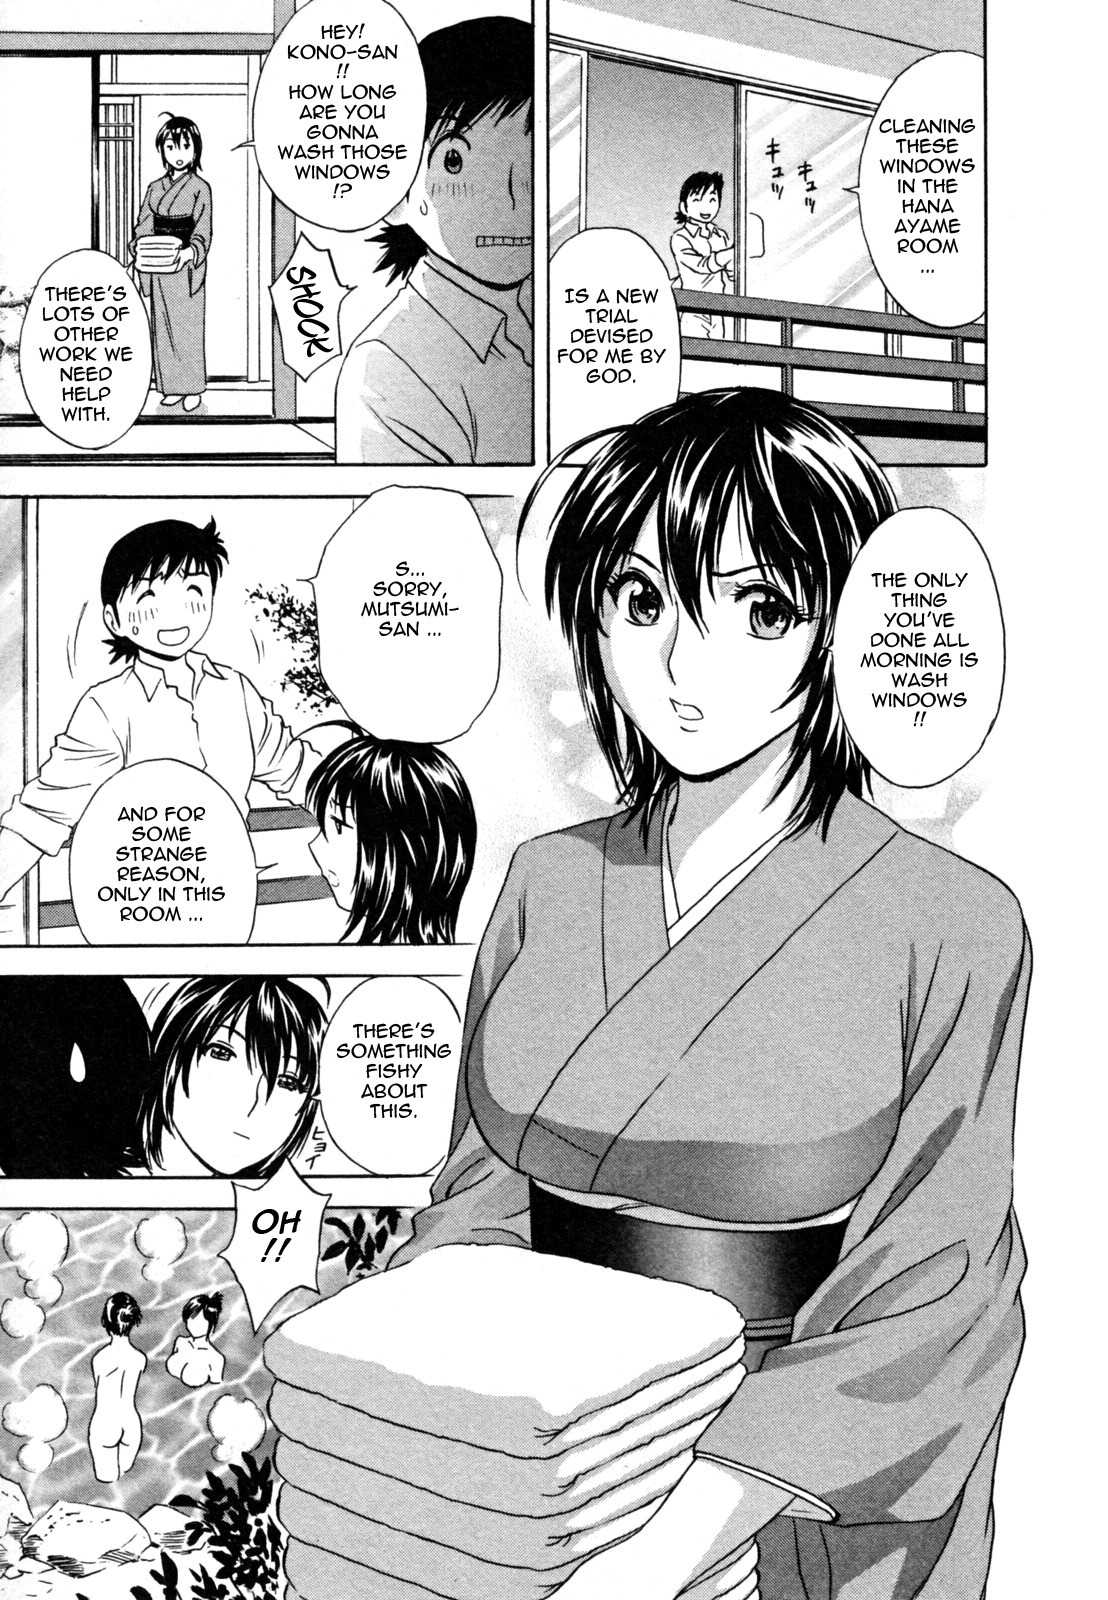 CLEANING
THESE
WINDOWS
IN THE
HANA
AYAME
ROOM
...
キュッ
キュッ
IS A NEW
TRIAL
DEVISED
FOR ME BY
GOD.
HEY!
KONO-SAN
!!
HOW LONG
ARE YOU
GONNA
WASH THOSE
WINDOWS
!?
SHOCK
THERE'S
LOTS OF
OTHER
WORK WE
NEED
HELP
WITH.
THE ONLY
THING
YOU'VE
DONE ALL
MORNING IS
WASH
WINDOWS
!!
S...
SORRY,
MUTSUMI-
SAN ...
AND FOR
SOME
STRANGE
REASON,
ONLY IN THIS
ROOM ...
THERE'S
SOMETHING
FISHY
ABOUT
THIS.
ヒョイ
OH
!!